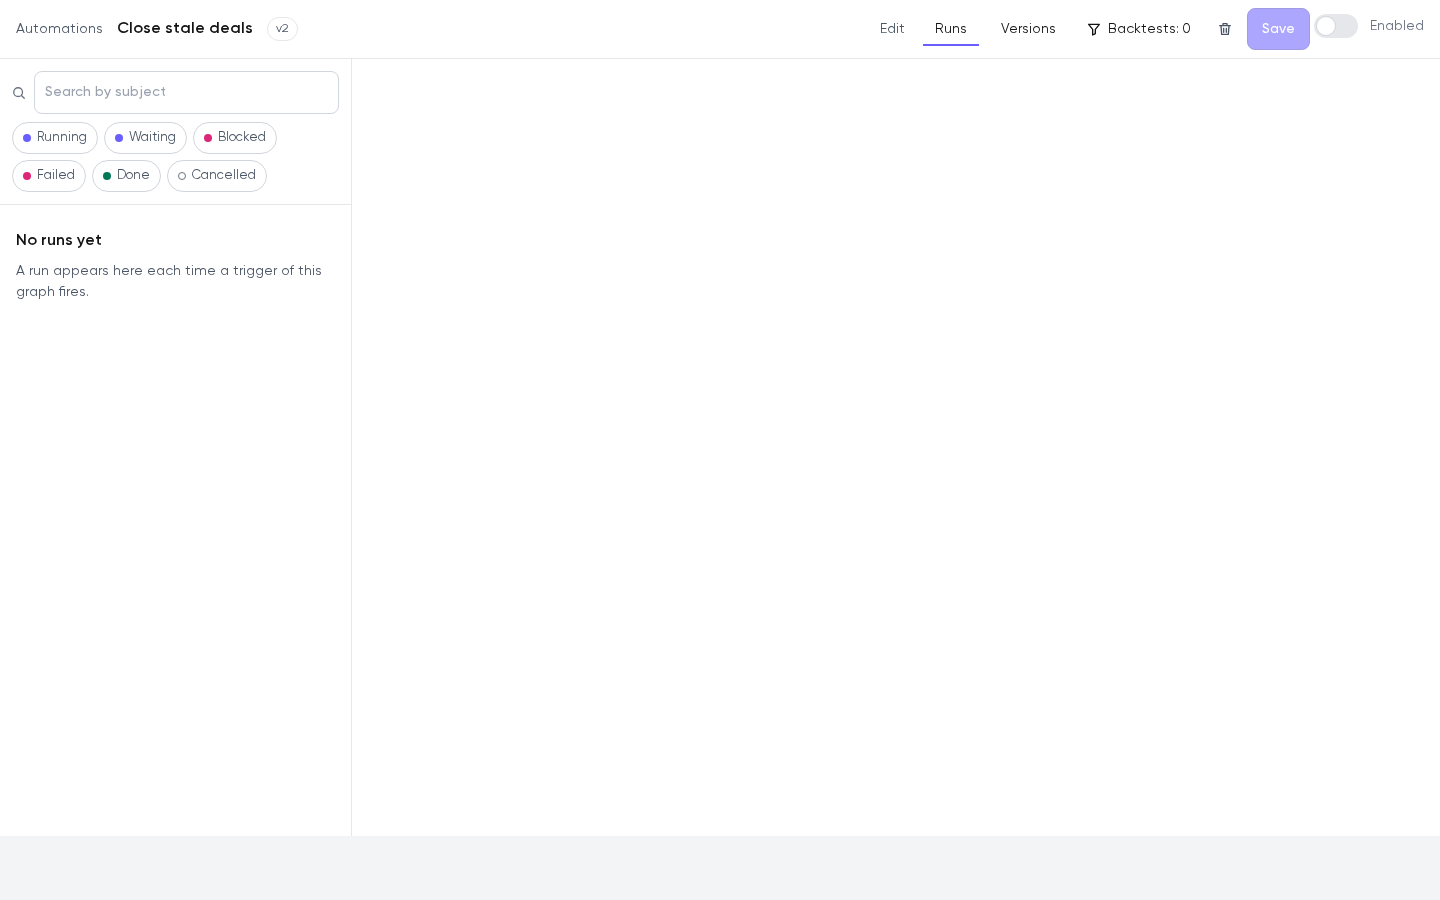 Automations Close stale deals v2 Edit Runs Versions Backtests: 0 Save Enabled
Search by subject
Running Waiting Blocked
Failed Done Cancelled
No runs yet
A run appears here each time a trigger of this
graph fires.